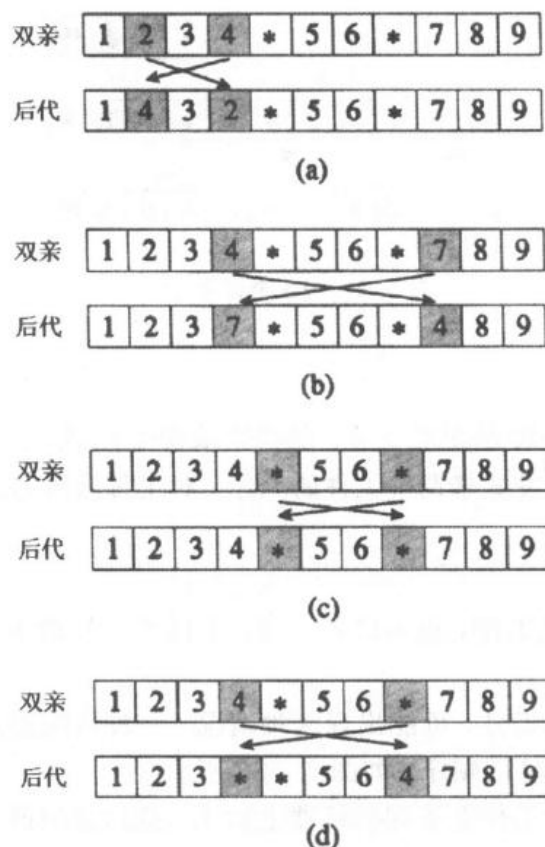 双亲 1 2 3 4 * 5 6 * 7 8 9
后代 1 4 3 2 * 5 6 * 7 8 9
(a)
双亲 1 2 3 4 * 5 6 * 7 8 9
后代 1 2 3 7 * 5 6 * 4 8 9
(b)
双亲 1 2 3 4 * 5 6 * 7 8 9
后代 1 2 3 4 * 5 6 * 7 8 9
(c)
双亲 1 2 3 4 * 5 6 * 7 8 9
后代 1 2 3 * * 5 6 4 7 8 9
(d)